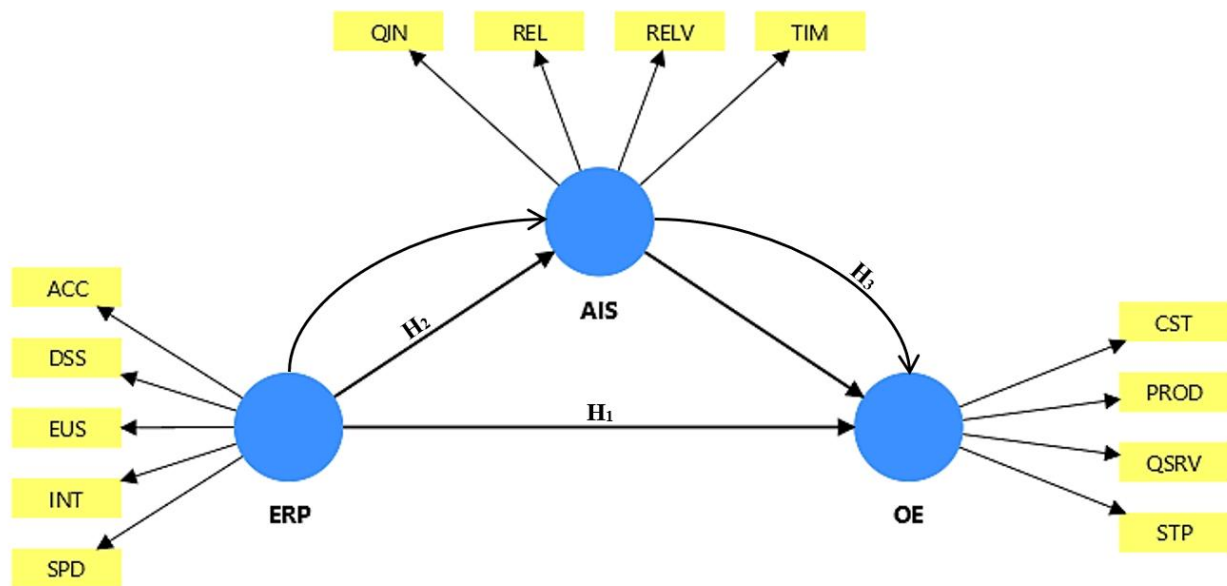 QIN REL RELV TIM
H₃
AIS
ACC
DSS
EUS
INT
SPD
H₂
H₁
ERP
OE
CST
PROD
QSRV
STP